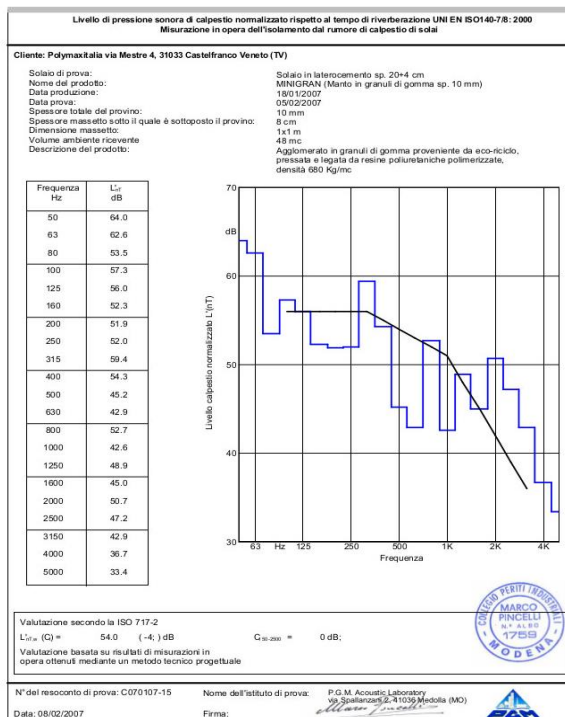 Livello di pressione sonora di calpestio normalizzato rispetto al tempo di riverberazione UNI EN ISO140-7/8: 2000
Misurazione in opera dell'isolamento dal rumore di calpestio di solai
Cliente: Polymaxitalia via Mestre 4, 31033 Castelfranco Veneto (TV)
Solaio di prova: Solaio in laterocemento sp. 20+4 cm
Nome del prodotto: MINIGRAN (Manto in granuli di gomma sp. 10 mm)
Data produzione: 18/01/2007
Data prova: 05/02/2007
Spessore totale del provino: 10 mm
Spessore massetto sotto il quale è sottoposto il provino: 8 cm
Dimensione massetto: 1x1 m
Volume ambiente ricevente 48 mc
Descrizione del prodotto: Agglomerato in granuli di gomma proveniente da eco-riciclo,
pressata e legata da resine poliuretaniche polimerizzate,
densità 680 Kg/mc
Frequenza L'nT
Hz dB
50 64.0
63 62.6
80 53.5
100 57.3
125 56.0
160 52.3
200 51.9
250 52.0
315 59.4
400 54.3
500 45.2
630 42.9
800 52.7
1000 42.6
1250 48.9
1600 45.0
2000 50.7
2500 47.2
3150 42.9
4000 36.7
5000 33.4
70
dB
60
50
40
30
Livello calpestio normalizzato L'(nT)
63 Hz 125 250 500 1K 2K 4K
Frequenza
Valutazione secondo la ISO 717-2
L'nT,w (Ci) = 54.0 ( -4; ) dB Ci 50-2500 = 0 dB;
Valutazione basata su risultati di misurazioni in
opera ottenuti mediante un metodo tecnico progettuale
COLLEGIO PERITI INDUSTRIALI
MARCO
PINCELLI
N.° ALBO
1759
MODENA
N° del resoconto di prova: C070107-15 Nome dell'istituto di prova: P.G.M. Acoustic Laboratory
via Spallanzani 2, 41036 Medolla (MO)
Data: 08/02/2007 Firma: